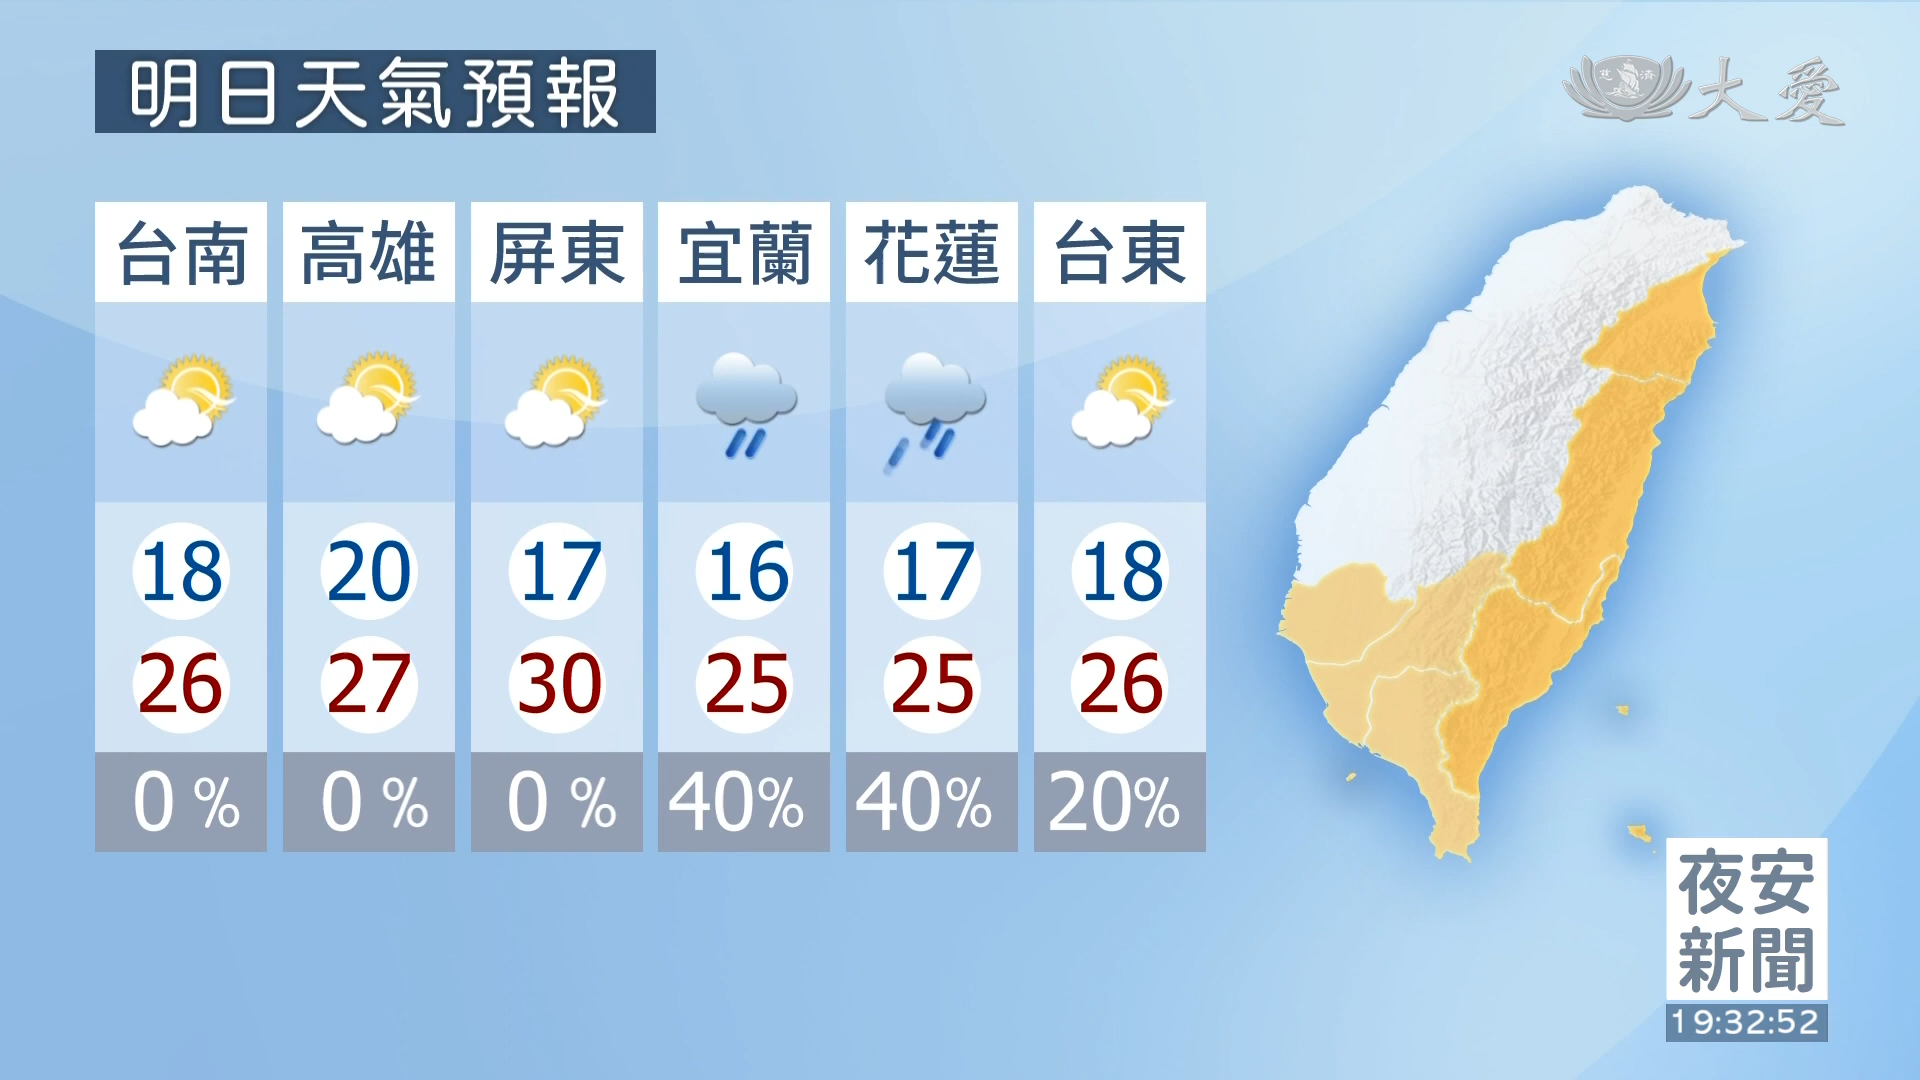 明日天氣預報
慈濟
大愛
台南 高雄 屏東 宜蘭 花蓮 台東
18 20 17 16 17 18
26 27 30 25 25 26
0% 0% 0% 40% 40% 20%
夜安
新聞
19:32:52